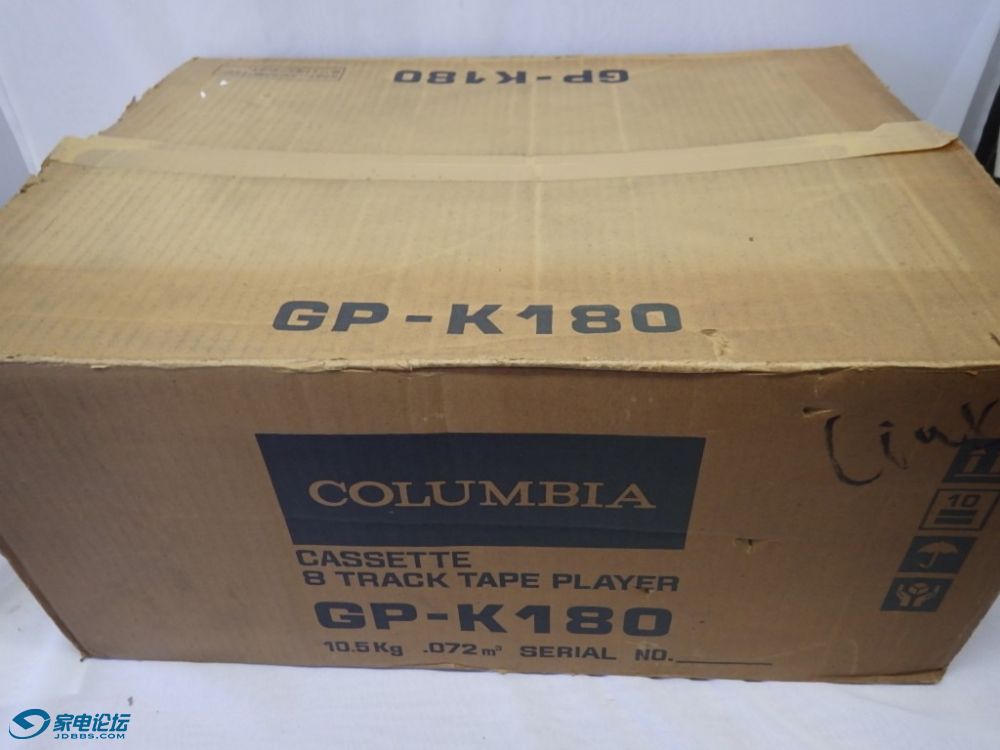 GP-K180
GP-K180
COLUMBIA
CASSETTE
8 TRACK TAPE PLAYER
GP-K180
10.5Kg .072m³ SERIAL NO.
10
家电论坛
JDBBS.COM